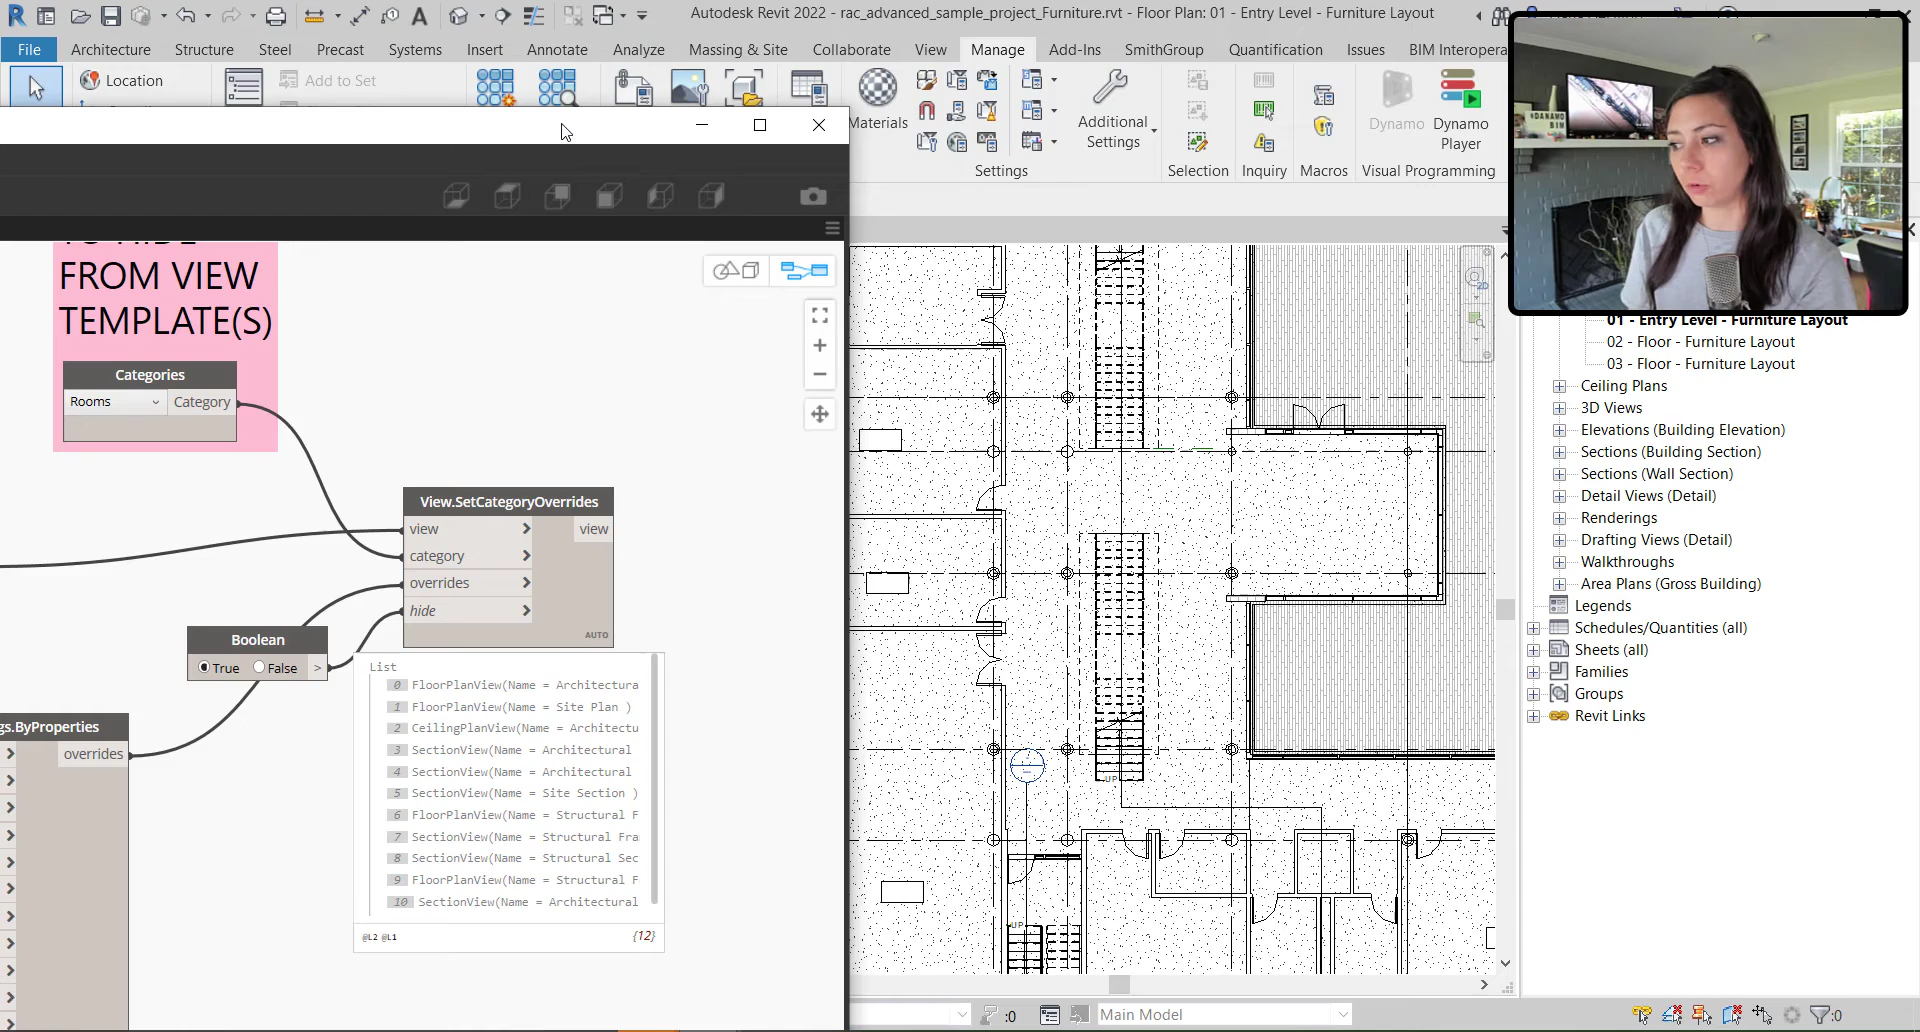 Autodesk Revit 2022 - rac_advanced_sample_project_Furniture.rvt - Floor Plan: 01 - Entry Level - Furniture Layout
File Architecture Structure Steel Precast Systems Insert Annotate Analyze Massing & Site Collaborate View Manage Add-Ins SmithGroup Quantification Issues BIM Interopera
Location
Add to Set
Materials
Additional Settings
Dynamo
Dynamo Player
Settings
Selection
Inquiry
Macros
Visual Programming
FROM VIEW
TEMPLATE(S)
Categories
Rooms Category
View.SetCategoryOverrides
view > view
category >
overrides >
hide >
AUTO
Boolean
True False >
gs.ByProperties
overrides
List
0 FloorPlanView(Name = Architectura
1 FloorPlanView(Name = Site Plan )
2 CeilingPlanView(Name = Architectu
3 SectionView(Name = Architectural
4 SectionView(Name = Architectural
5 SectionView(Name = Site Section )
6 FloorPlanView(Name = Structural F
7 SectionView(Name = Structural Fra
8 SectionView(Name = Structural Sec
9 FloorPlanView(Name = Structural F
10 SectionView(Name = Architectural
@L2 @L1 {12}
UP
UP
2D
01 - Entry Level - Furniture Layout
02 - Floor - Furniture Layout
03 - Floor - Furniture Layout
Ceiling Plans
3D Views
Elevations (Building Elevation)
Sections (Building Section)
Sections (Wall Section)
Detail Views (Detail)
Renderings
Drafting Views (Detail)
Walkthroughs
Area Plans (Gross Building)
Legends
Schedules/Quantities (all)
Sheets (all)
Families
Groups
Revit Links
:0
Main Model
:0
DANAMO
BIM